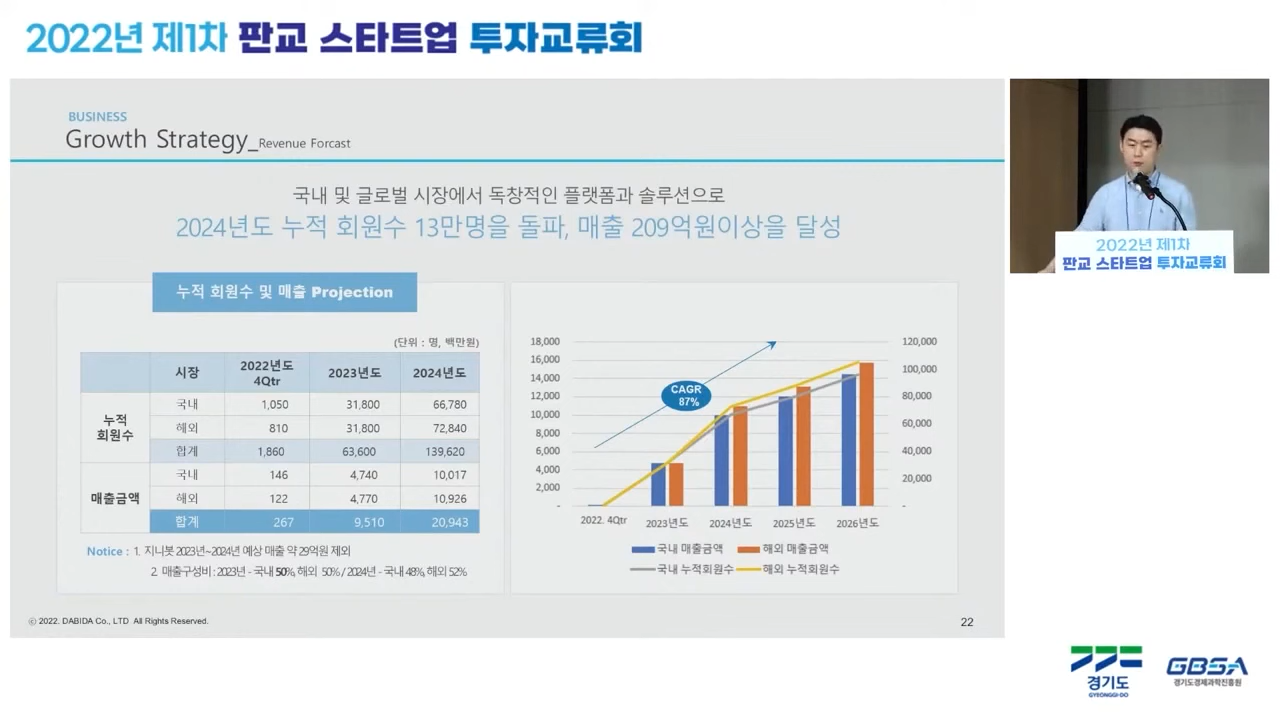 2022년 제1차 판교 스타트업 투자교류회
BUSINESS
Growth Strategy_Revenue Forcast
국내 및 글로벌 시장에서 독창적인 플랫폼과 솔루션으로
2024년도 누적 회원수 13만명을 돌파, 매출 209억원이상을 달성
누적 회원수 및 매출 Projection
(단위 : 명, 백만원)
시장 2022년도 4Qtr 2023년도 2024년도
누적 회원수
국내 1,050 31,800 66,780
해외 810 31,800 72,840
합계 1,860 63,600 139,620
매출금액
국내 146 4,740 10,017
해외 122 4,770 10,926
합계 267 9,510 20,943
Notice : 1. 지니봇 2023년~2024년 예상 매출 약 29억원 제외
2. 매출구성비 : 2023년 - 국내 50%, 해외 50% / 2024년 - 국내 48%, 해외 52%
18,000
16,000
14,000
12,000
10,000
8,000
6,000
4,000
2,000
-
CAGR
87%
120,000
100,000
80,000
60,000
40,000
20,000
-
2022. 4Qtr 2023년도 2024년도 2025년도 2026년도
국내 매출금액 해외 매출금액
국내 누적회원수 해외 누적회원수
ⓒ 2022. DABIDA Co., LTD All Rights Reserved.
22
2022년 제1차
판교 스타트업 투자교류회
경기도
GYEONGGI-DO
GBSA
경기도경제과학진흥원